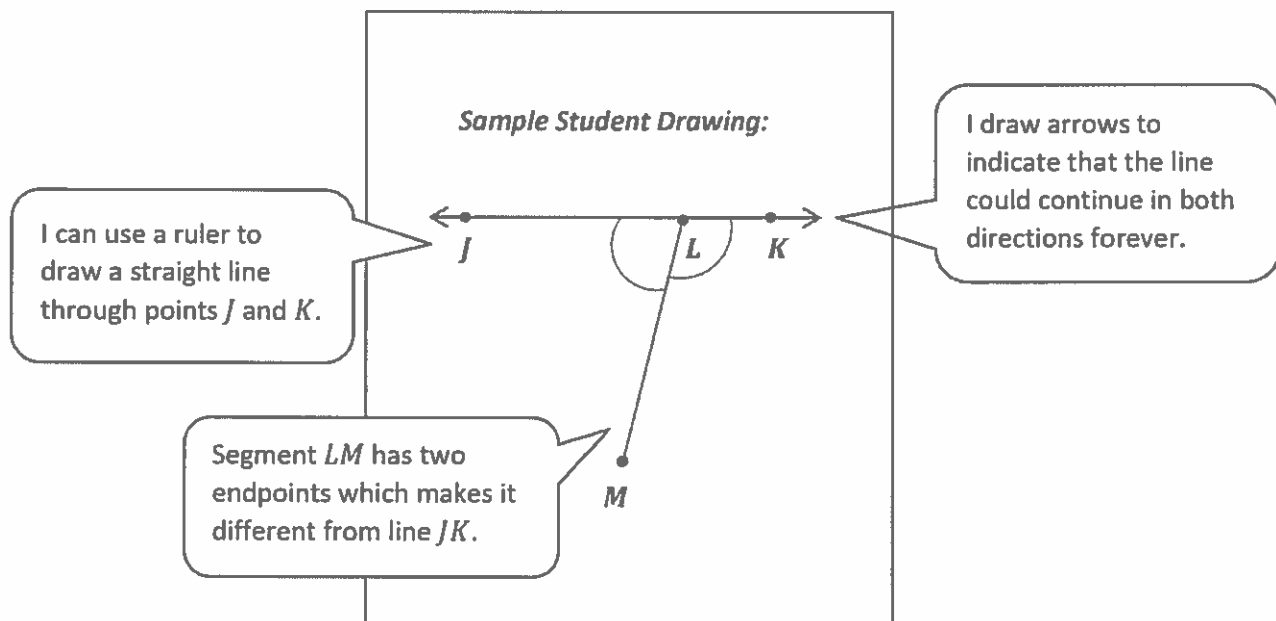 Sample Student Drawing:
I draw arrows to
indicate that the line
could continue in both
directions forever.
I can use a ruler to
draw a straight line
through points J and K.
J
L
K
Segment LM has two
endpoints which makes it
different from line JK.
M